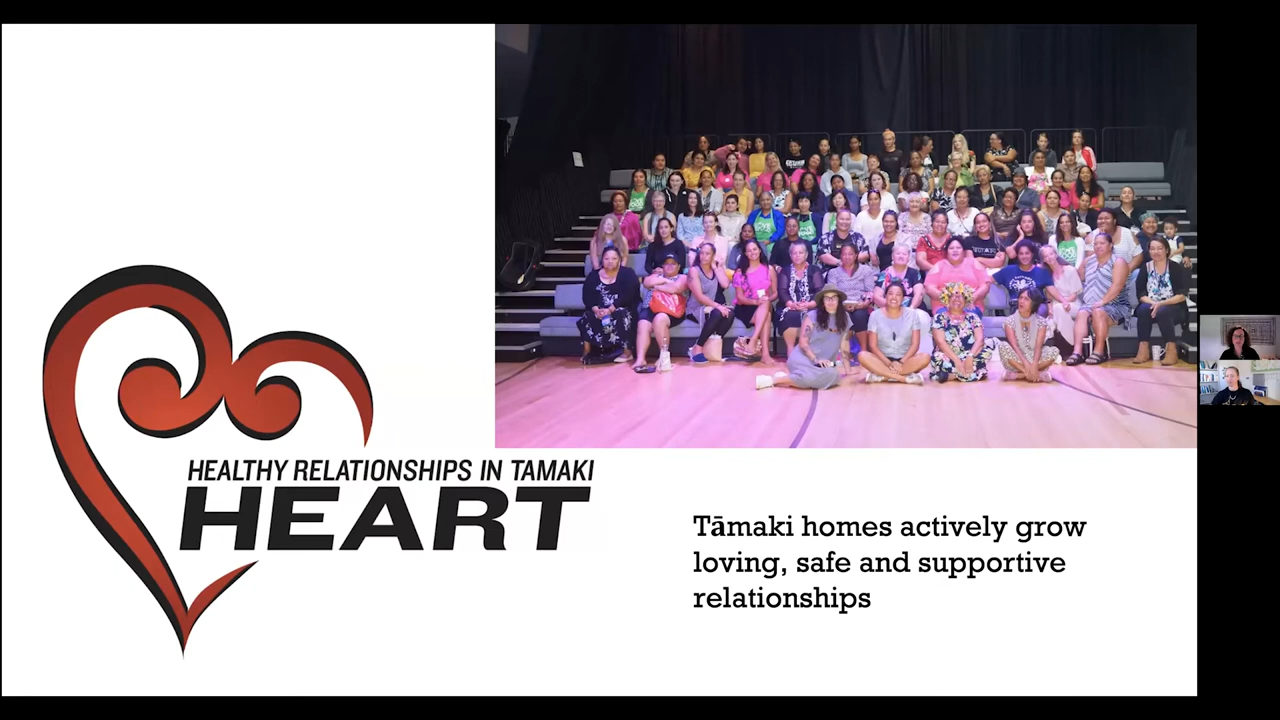 HEALTHY RELATIONSHIPS IN TAMAKI
HEART
Tāmaki homes actively grow
loving, safe and supportive
relationships